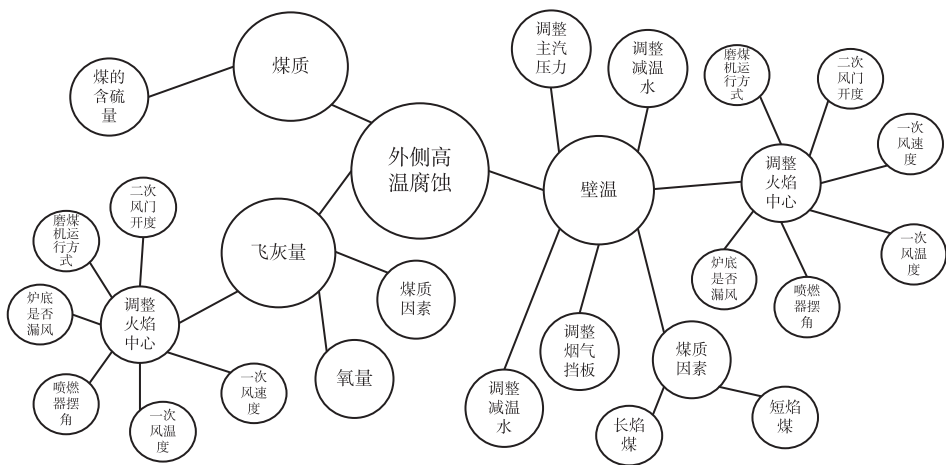 煤质
煤的
含硫
量
外侧高
温腐蚀
调整
主汽
压力
调整
减温
水
磨煤
机运
行方
式
二次
风门
开度
一次
风速
度
壁温
调整
火焰
中心
一次
风温
度
炉底
是否
漏风
喷燃
器摆
角
二次
风门
开度
磨煤
机运
行方
式
飞灰量
煤质
因素
炉底
是否
漏风
调整
火焰
中心
氧量
喷燃
器摆
角
一次
风温
度
一次
风速
度
调整
烟气
挡板
煤质
因素
调整
减温
水
长焰
煤
短焰
煤